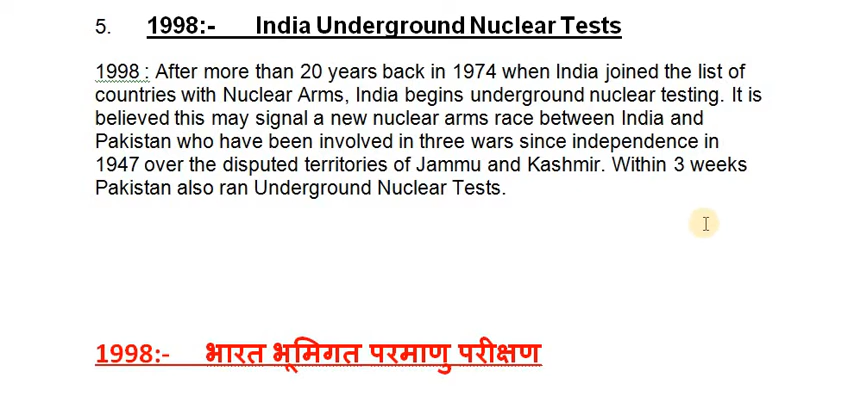 5. 1998:- India Underground Nuclear Tests
1998 : After more than 20 years back in 1974 when India joined the list of
countries with Nuclear Arms, India begins underground nuclear testing. It is
believed this may signal a new nuclear arms race between India and
Pakistan who have been involved in three wars since independence in
1947 over the disputed territories of Jammu and Kashmir. Within 3 weeks
Pakistan also ran Underground Nuclear Tests.
1998:- भारत भूमिगत परमाणु परीक्षण